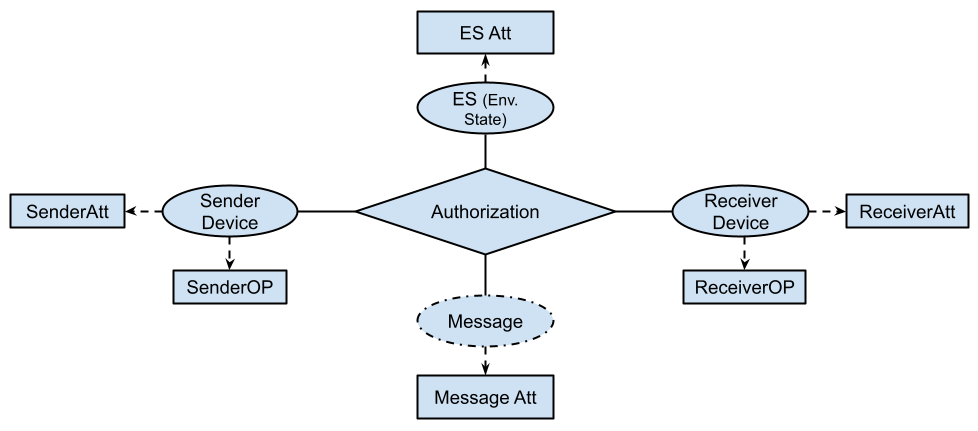 ES Att
ES (Env.
State)
Sender
Device
SenderAtt
Authorization
Receiver
Device
ReceiverAtt
SenderOP
ReceiverOP
Message
Message Att